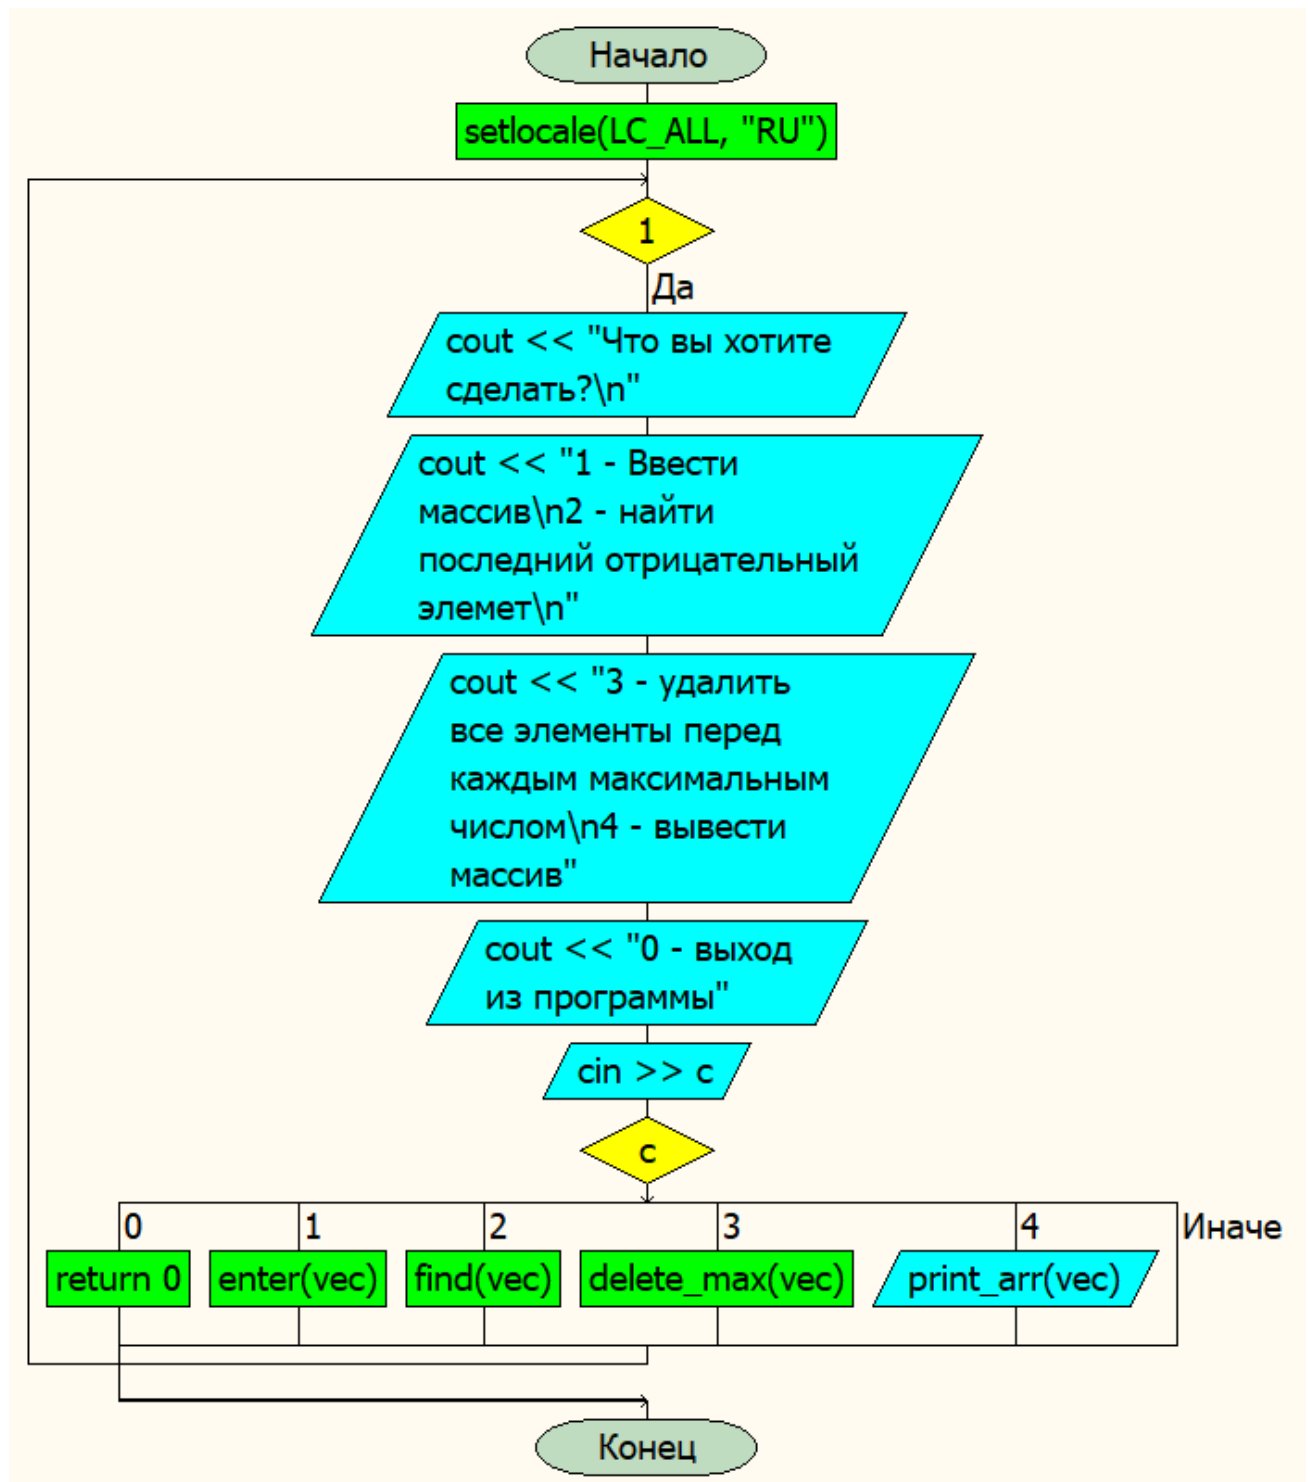 Начало
setlocale(LC_ALL, "RU")
1
Да
cout << "Что вы хотите
сделать?\n"
cout << "1 - Ввести
массив\n2 - найти
последний отрицательный
элемет\n"
cout << "3 - удалить
все элементы перед
каждым максимальным
числом\n4 - вывести
массив"
cout << "0 - выход
из программы"
cin >> c
c
0 1 2 3 4 Иначе
return 0 enter(vec) find(vec) delete_max(vec) print_arr(vec)
Конец